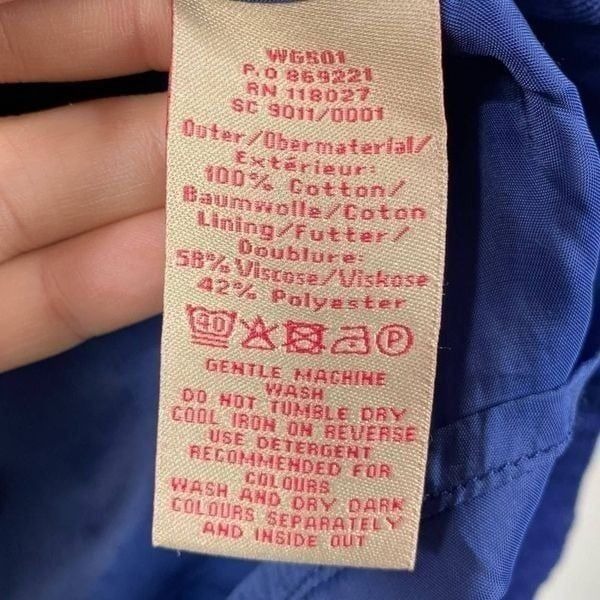 WG501
P.O 869221
RN 118027
SC 9011/0001
Outer/Obermaterial/
Extérieur:
100% Cotton/
Baumwolle/Coton
Lining/Futter/
Doublure:
58% Viscose/Viskose
42% Polyester
40 P
GENTLE MACHINE
WASH
DO NOT TUMBLE DRY
COOL IRON ON REVERSE
USE DETERGENT
RECOMMENDED FOR
COLOURS
WASH AND DRY DARK
COLOURS SEPARATELY
AND INSIDE OUT